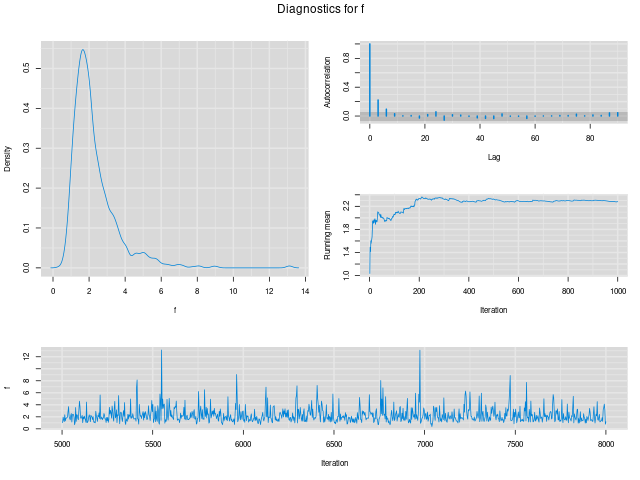 Diagnostics for f
Density
0.0 0.1 0.2 0.3 0.4 0.5
0 2 4 6 8 10 12 14
f
Autocorrelation
0.0 0.4 0.8
0 20 40 60 80
Lag
Running mean
1.0 1.4 1.8 2.2
0 200 400 600 800 1000
Iteration
f
0 2 4 6 8 12
5000 5500 6000 6500 7000 7500 8000
Iteration